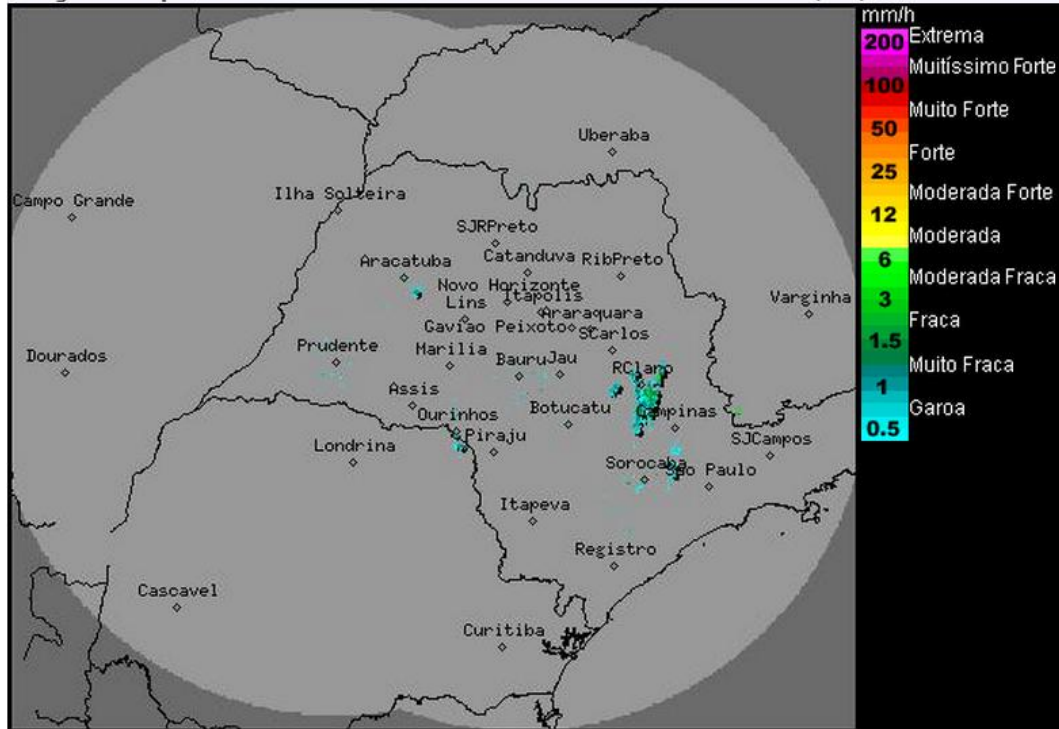 mm/h
200 Extrema
Muitíssimo Forte
100
Muito Forte
50
Forte
25
Moderada Forte
12
Moderada
6
Moderada Fraca
3
Fraca
1.5
Muito Fraca
1
Garoa
0.5
Uberaba
Ilha Solteira
Campo Grande
SJRPreto
Catanduva
RibPreto
Aracatuba
Novo Horizonte
Itapolis
Lins
Araraquara
Varginha
Gaviao Peixoto
SCarlos
Prudente
Marilia
Dourados
Bauru
Jau
RClaro
Assis
Botucatu
Campinas
Ourinhos
Piraju
SJCampos
Londrina
Sorocaba
Sao Paulo
Itapeva
Registro
Cascavel
Curitiba